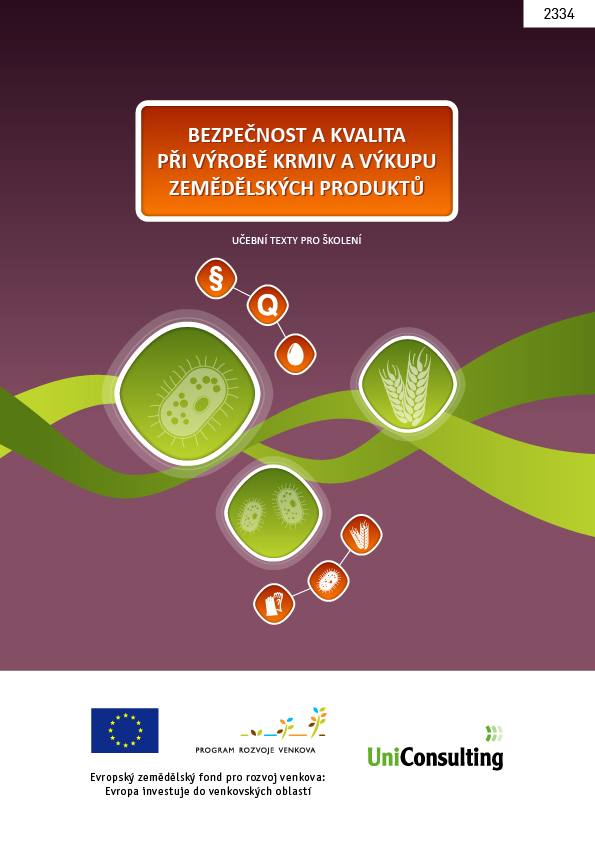 2334
BEZPEČNOST A KVALITA
PŘI VÝROBĚ KRMIV A VÝKUPU
ZEMĚDĚLSKÝCH PRODUKTŮ
UČEBNÍ TEXTY PRO ŠKOLENÍ
§
Q
PROGRAM ROZVOJE VENKOVA
UniConsulting
Evropský zemědělský fond pro rozvoj venkova:
Evropa investuje do venkovských oblastí